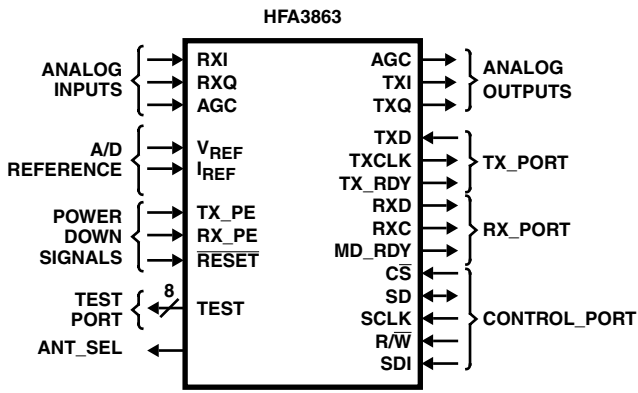 HFA3863
ANALOG
INPUTS
RXI
RXQ
AGC
A/D
REFERENCE
VREF
IREF
POWER
DOWN
SIGNALS
TX_PE
RX_PE
R̅E̅S̅E̅T̅
TEST
PORT
8
TEST
ANT_SEL
AGC
TXI
TXQ
ANALOG
OUTPUTS
TXD
TXCLK
TX_RDY
TX_PORT
RXD
RXC
MD_RDY
RX_PORT
CS̅
SD
SCLK
R/W̅
SDI
CONTROL_PORT